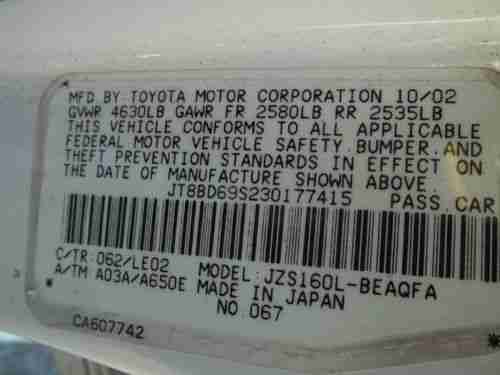 MFD BY TOYOTA MOTOR CORPORATION 10/02
GVWR 4630LB GAWR FR 2580LB RR 2535LB
THIS VEHICLE CONFORMS TO ALL APPLICABLE
FEDERAL MOTOR VEHICLE SAFETY, BUMPER, AND
THEFT PREVENTION STANDARDS IN EFFECT ON
THE DATE OF MANUFACTURE SHOWN ABOVE.
JT8BD69S230177415 PASS.CAR
C/TR: 062/LE02 MODEL: JZS160L-BEAQFA
A/TM A03A/A650E MADE IN JAPAN
NO.067
CA607742